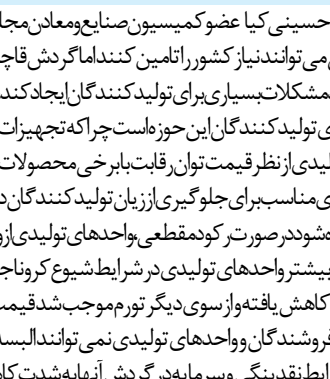 حسینی کیا عضو کمیسیون صنایع و معادن مجا
می‌توانند نیاز کشور را تامین کنند اما گردش قاچ
مشکلات بسیاری برای تولیدکنندگان ایجاد کند
ی تولیدکنندگان این حوزه است چرا که تجهیزات
لیدی از نظر قیمت توان رقابت با برخی محصولات
ی مناسب برای جلوگیری از زیان تولیدکنندگان د
ه شود در صورت رکود مقطعی، واحدهای تولیدی از و
بیشتر واحدهای تولیدی در شرایط شیوع کرونا ج
کاهش یافته و از سوی دیگر تورم موجب شد قیمت
فروشندگان و واحدهای تولیدی نمی‌توانند البسه
ایط نقدینگی و سرمایه در گردش آنها به شدت کا